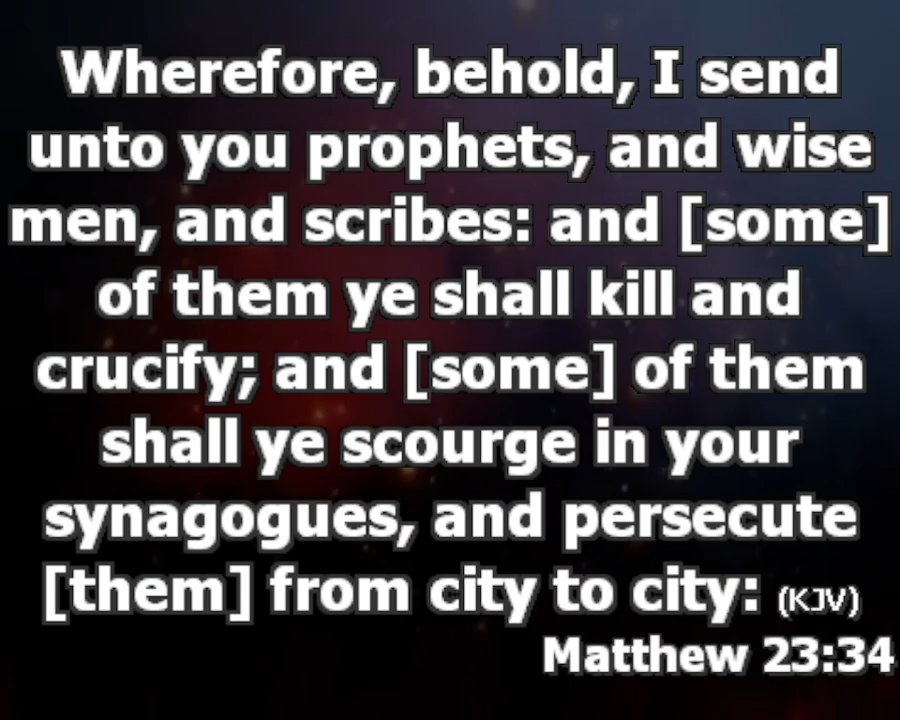 Wherefore, behold, I send
unto you prophets, and wise
men, and scribes: and [some]
of them ye shall kill and
crucify; and [some] of them
shall ye scourge in your
synagogues, and persecute
[them] from city to city: (KJV)
Matthew 23:34